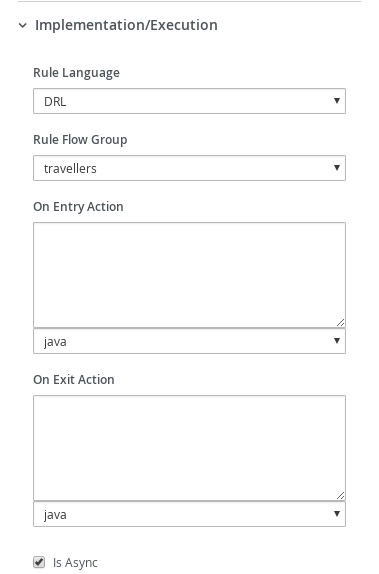 Implementation/Execution
Rule Language
DRL
Rule Flow Group
travellers
On Entry Action
java
On Exit Action
java
Is Async